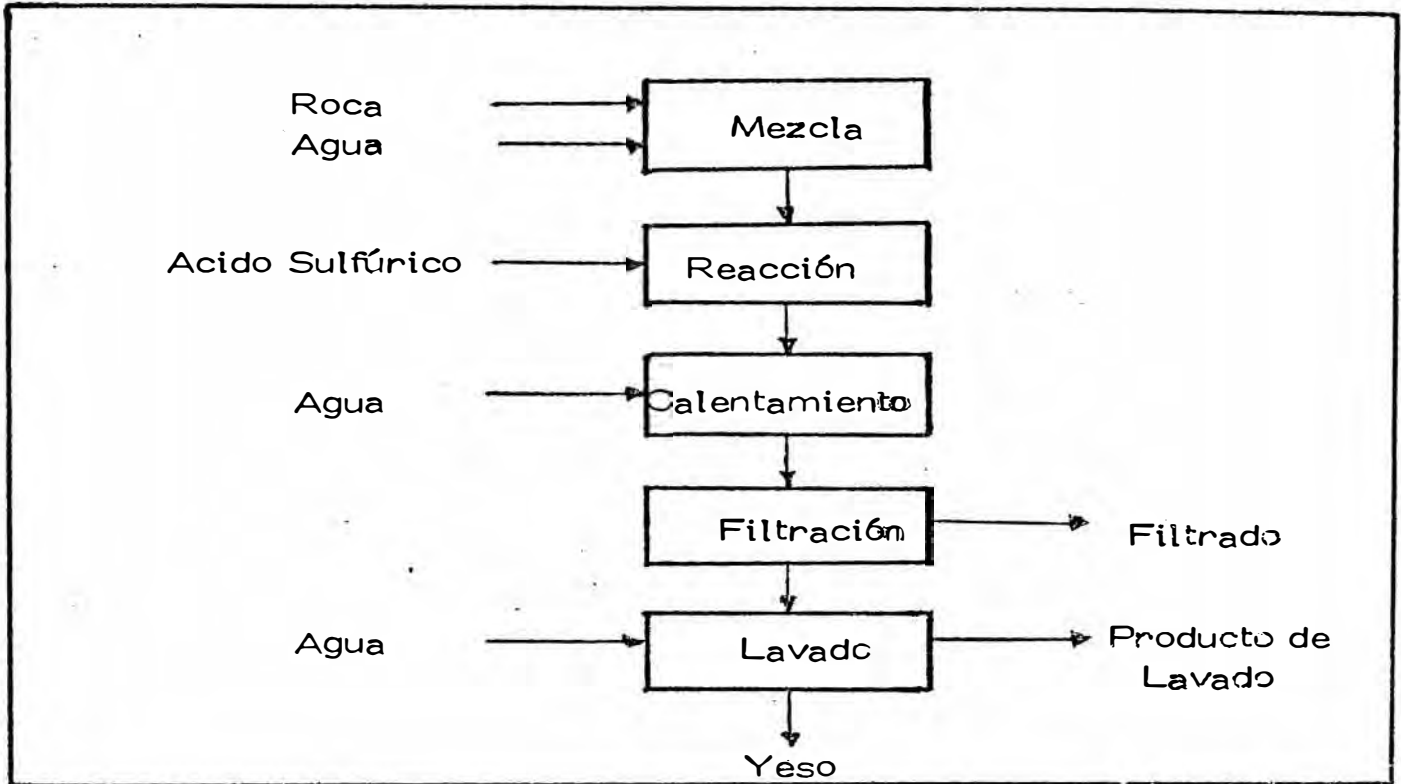 Roca
Agua
Mezcla
Acido Sulfúrico
Reacción
Agua
Calentamiento
Filtración
Filtrado
Agua
Lavado
Producto de
Lavado
Yeso